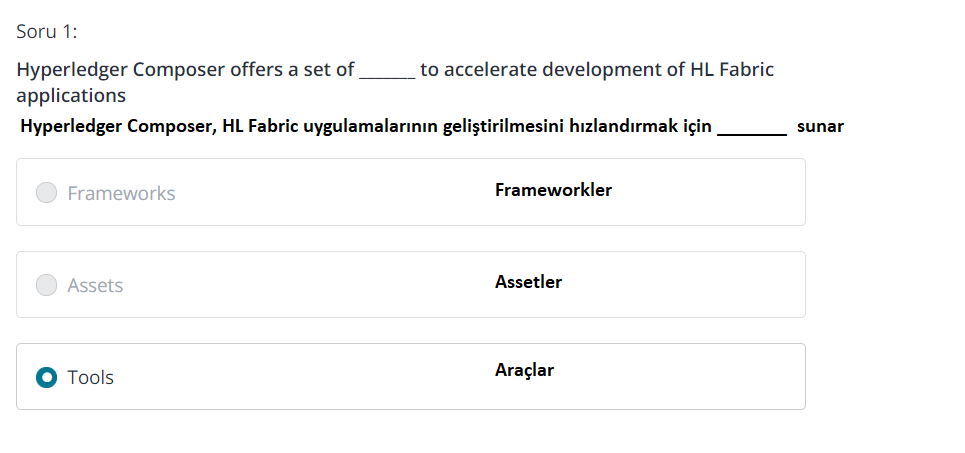 Soru 1:
Hyperledger Composer offers a set of _______ to accelerate development of HL Fabric
applications
Hyperledger Composer, HL Fabric uygulamalarının geliştirilmesini hızlandırmak için _______ sunar
Frameworks Frameworkler
Assets Assetler
Tools Araçlar